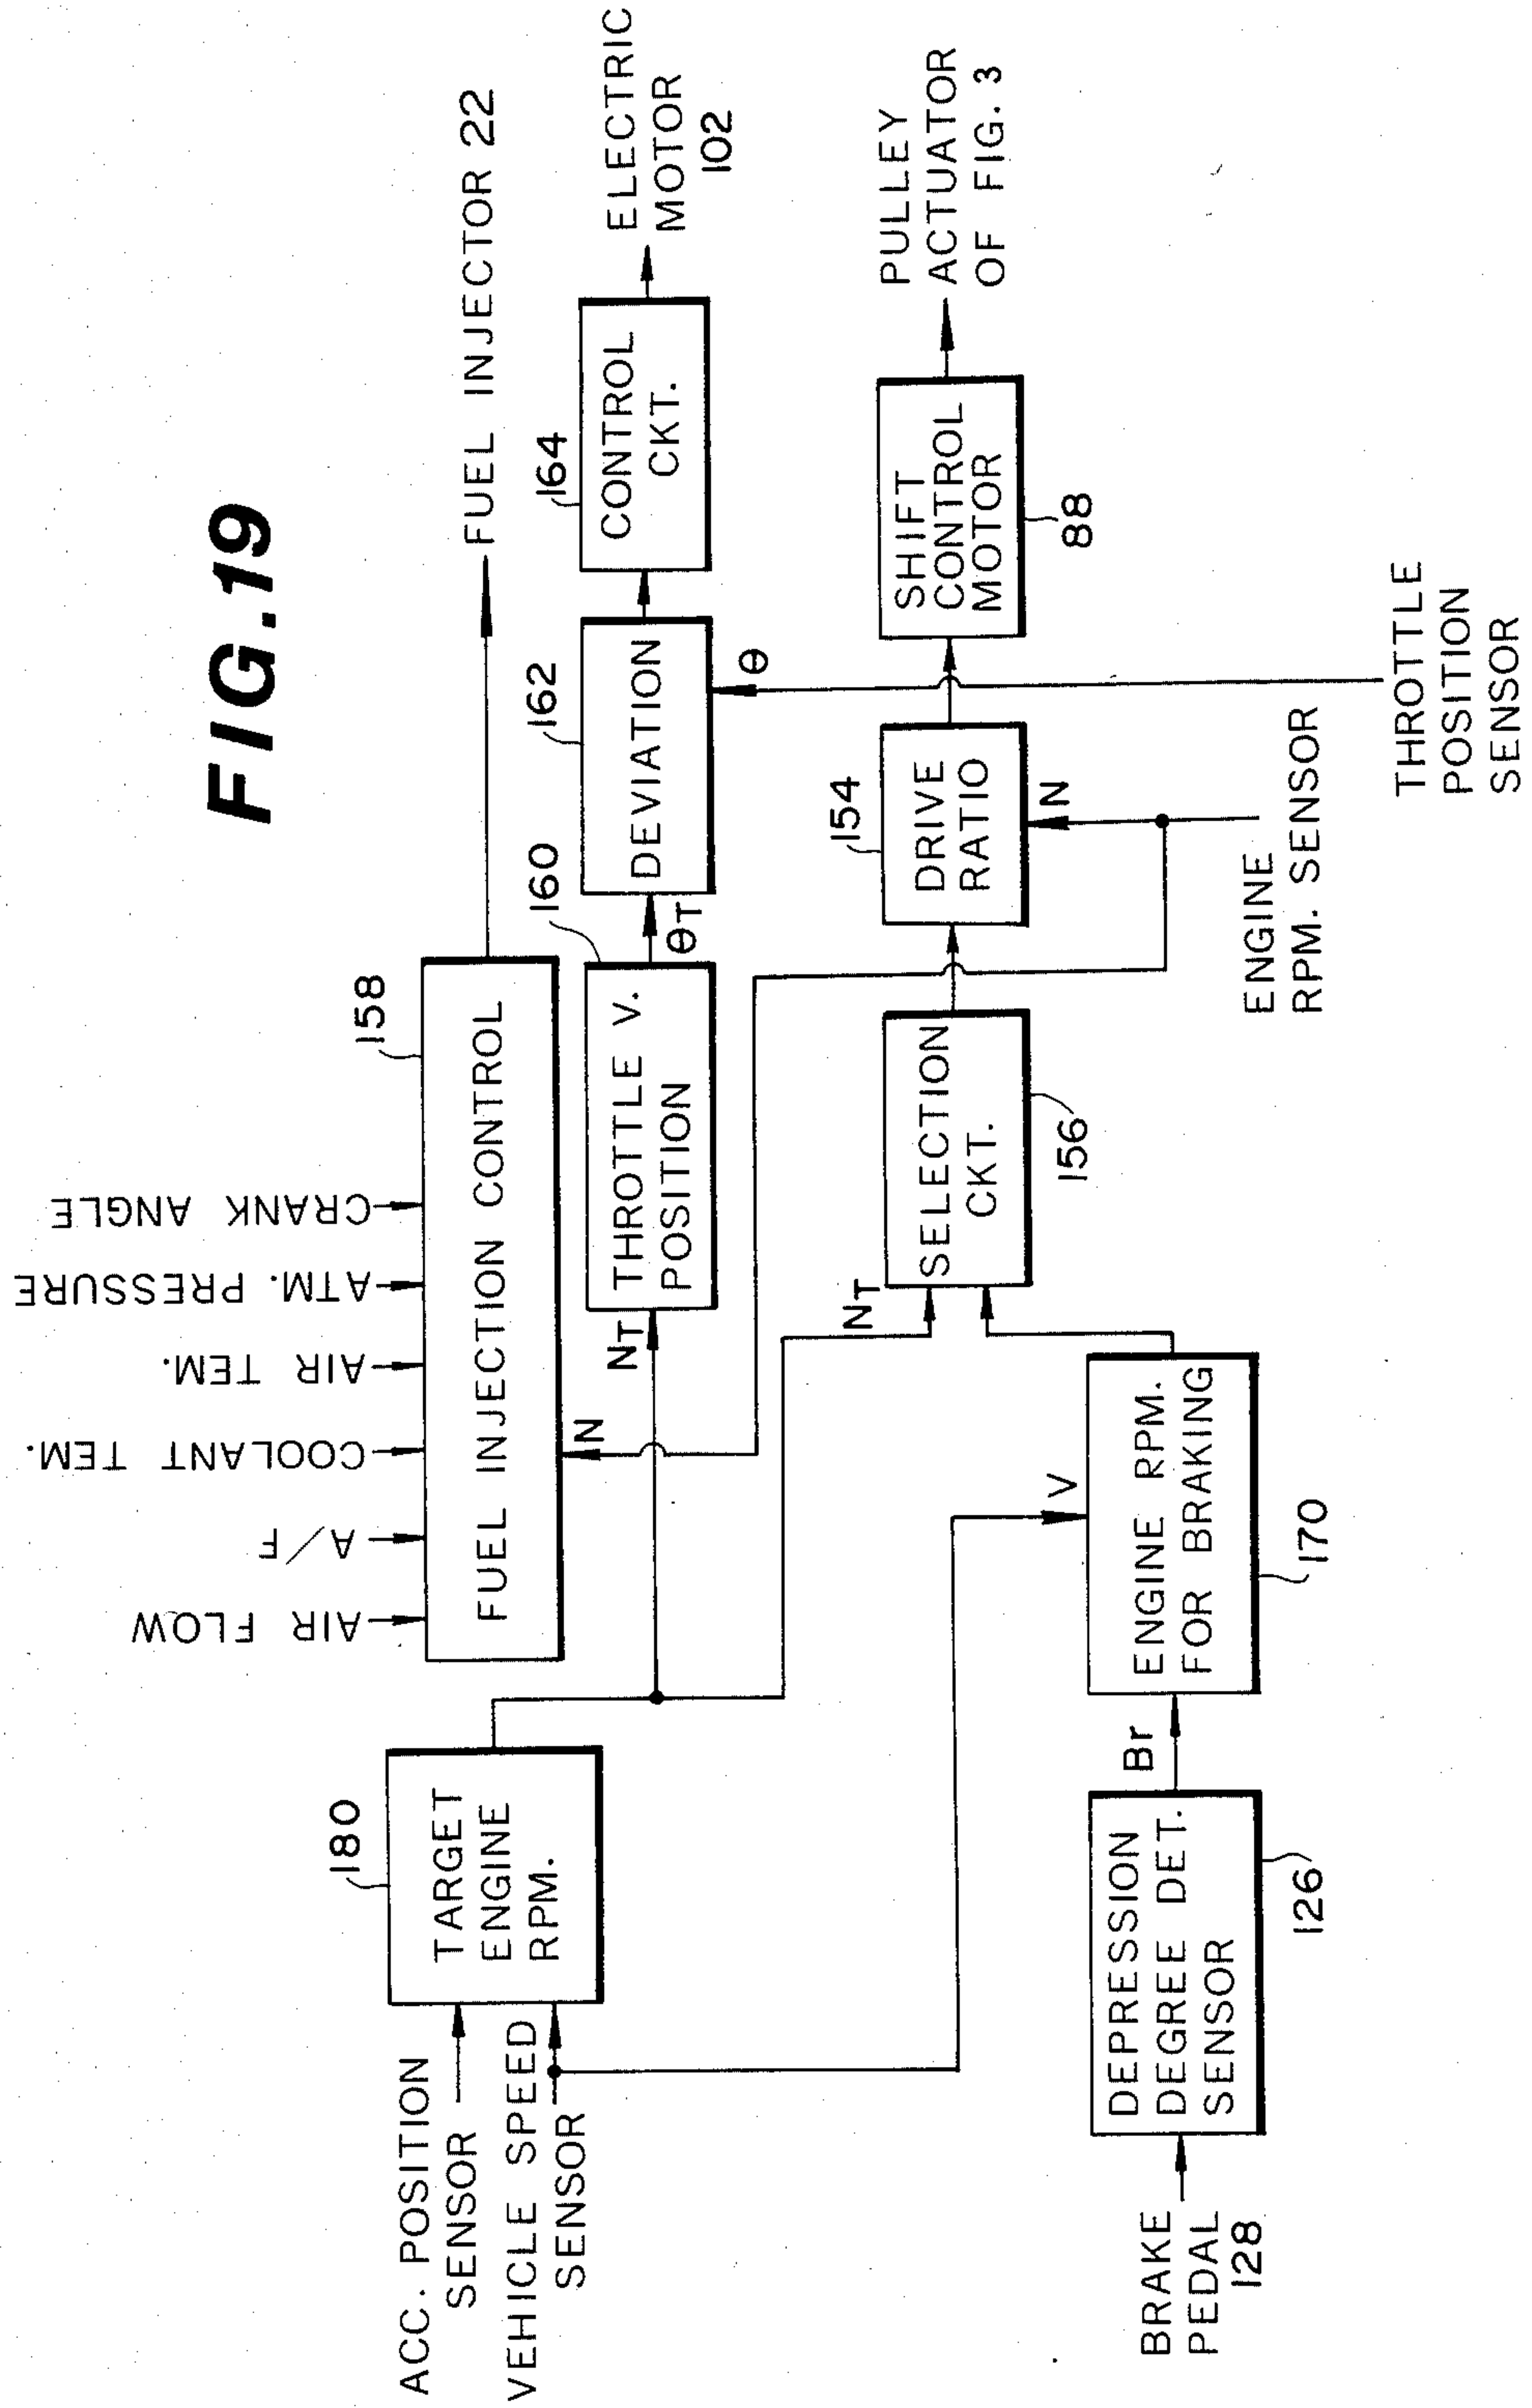 FIG.19
CRANK ANGLE
ATM. PRESSURE
AIR TEM.
COOLANT TEM.
A/F
AIR FLOW
158
FUEL INJECTION CONTROL
FUEL INJECTOR 22
N
180
TARGET
ENGINE
RPM.
ACC. POSITION
SENSOR
VEHICLE SPEED
SENSOR
NT
160
THROTTLE V.
POSITION
θT
162
DEVIATION
θ
164
CONTROL
CKT.
ELECTRIC
MOTOR
102
NT
SELECTION
CKT.
156
154
DRIVE
RATIO
N
SHIFT
CONTROL
MOTOR
88
PULLEY
ACTUATOR
OF FIG. 3
V
ENGINE RPM.
FOR BRAKING
170
Br
DEPRESSION
DEGREE DET.
SENSOR
126
BRAKE
PEDAL
128
ENGINE
RPM. SENSOR
THROTTLE
POSITION
SENSOR